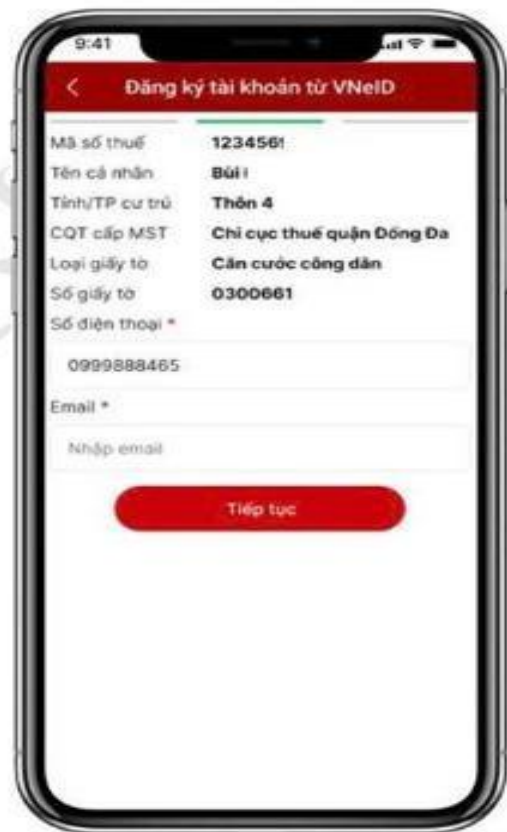 9:41
Đăng ký tài khoản từ VNeID
Mã số thuế 123456
Tên cá nhân Bùi
Tỉnh/TP cư trú Thôn 4
CQT cấp MST Chi cục thuế quận Đống Đa
Loại giấy tờ Căn cước công dân
Số giấy tờ 0300661
Số điện thoại *
0999888465
Email *
Nhập email
Tiếp tục